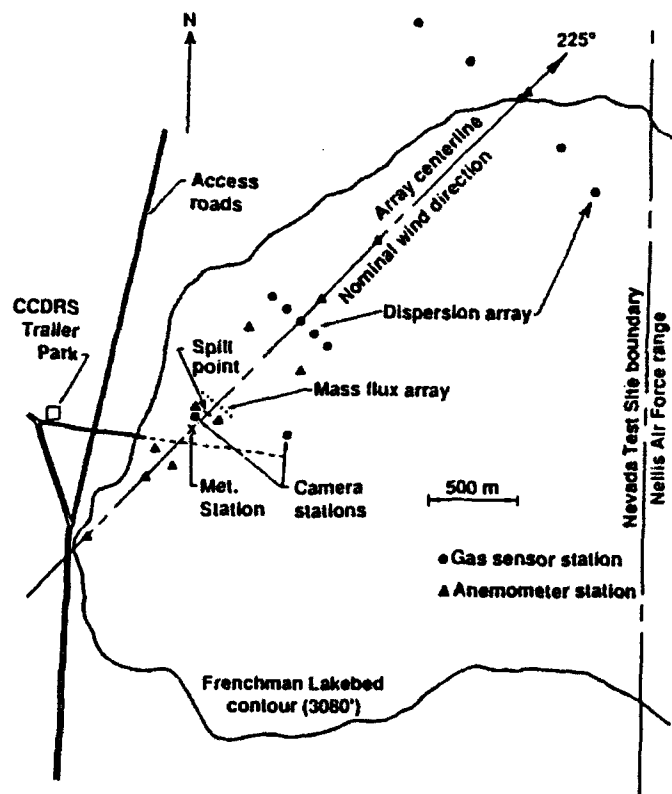 N
225°
Array centerline
Nominal wind direction
Access
roads
CCDRS
Trailer
Park
Dispersion array
Spill
point
Mass flux array
Nevada Test Site boundary
Nellis Air Force range
Met.
Station
Camera
stations
500 m
Gas sensor station
Anemometer station
Frenchman Lakebed
contour (3080')